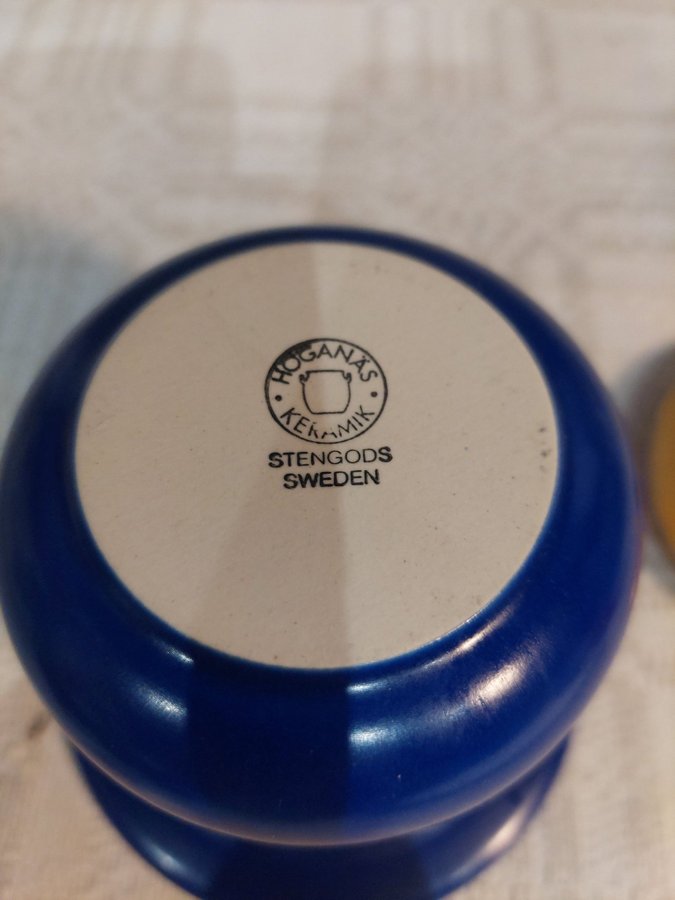 HÖGANÄS
KERAMIK
STENGODS
SWEDEN